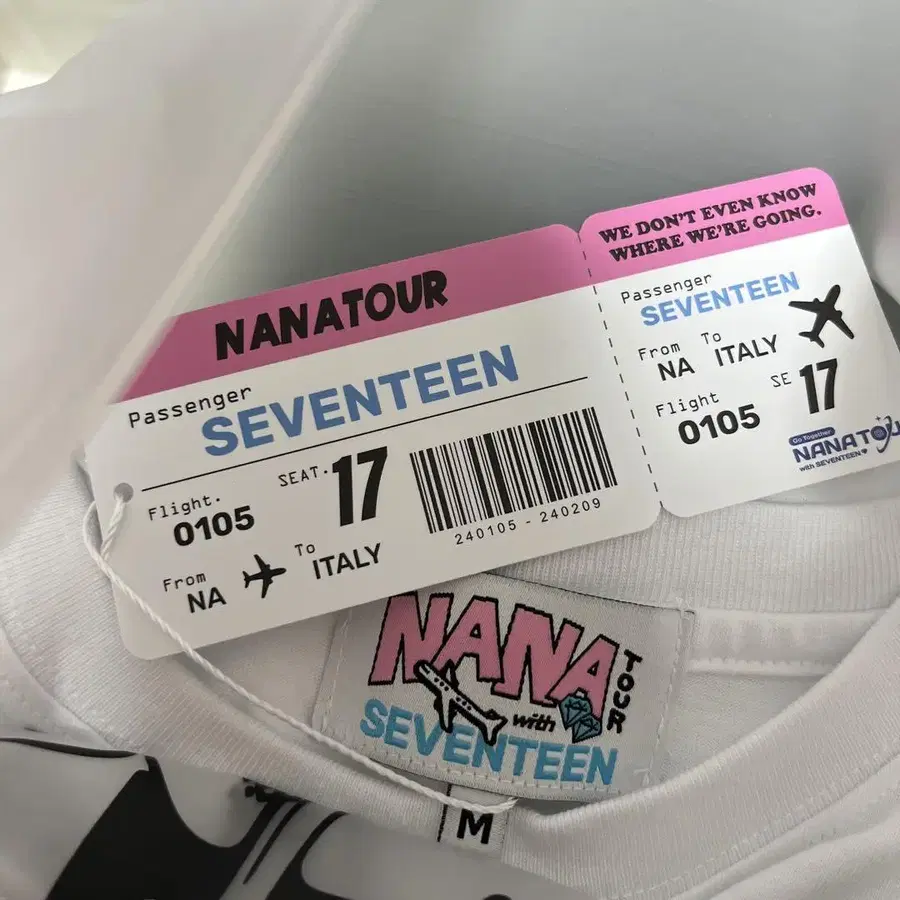 NANATOUR
Passenger
SEVENTEEN
Flight.
0105
SEAT.
17
240105 - 240209
From
NA
To
ITALY
WE DON'T EVEN KNOW
WHERE WE'RE GOING.
Passenger
SEVENTEEN
From
NA
To
ITALY
Flight
0105
SE
17
Go Together
NANATOU
with SEVENTEEN
NANA
TOUR
with
SEVENTEEN
M